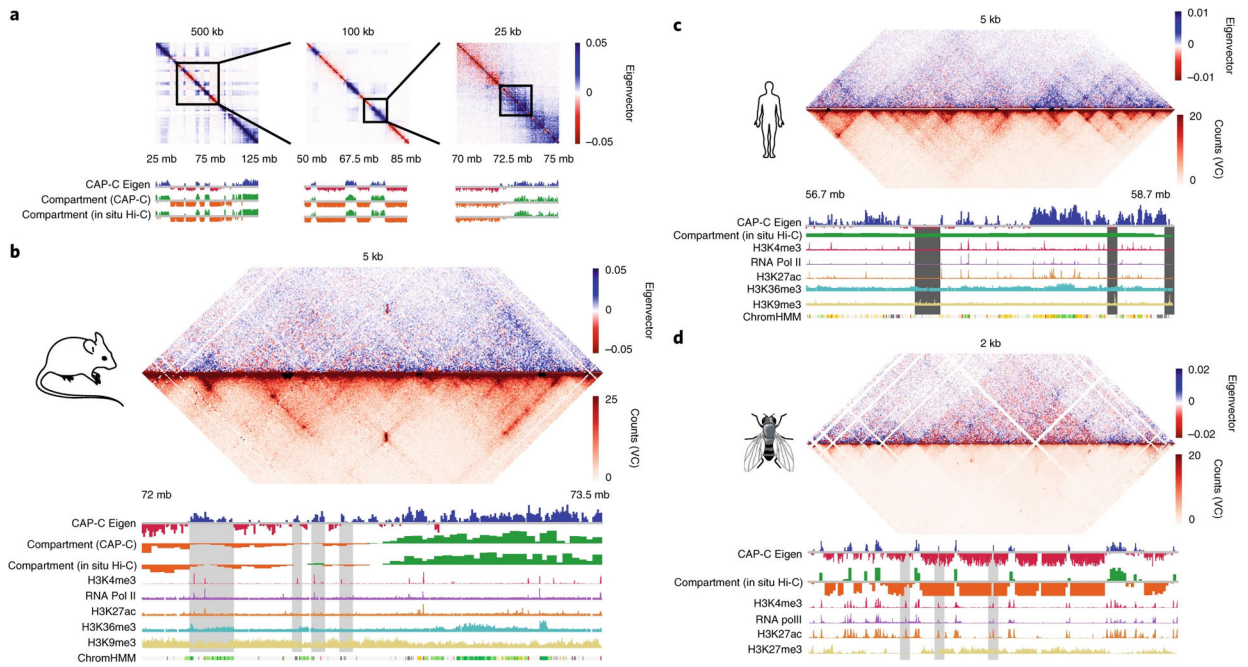 a
500 kb
100 kb
25 kb
0.05
0
−0.05
Eigenvector
25 mb 75 mb 125 mb
50 mb 67.5 mb 85 mb
70 mb 72.5 mb 75 mb
CAP-C Eigen
Compartment (CAP-C)
Compartment (in situ Hi-C)
b
5 kb
0.05
0
−0.05
Eigenvector
25
0
Counts (VC)
72 mb
73.5 mb
CAP-C Eigen
Compartment (CAP-C)
Compartment (in situ Hi-C)
H3K4me3
RNA Pol II
H3K27ac
H3K36me3
H3K9me3
ChromHMM
c
5 kb
0.01
0
−0.01
Eigenvector
20
0
Counts (VC)
56.7 mb
58.7 mb
CAP-C Eigen
Compartment (in situ Hi-C)
H3K4me3
RNA Pol II
H3K27ac
H3K36me3
H3K9me3
ChromHMM
d
2 kb
0.02
0
−0.02
Eigenvector
20
0
Counts (VC)
CAP-C Eigen
Compartment (in situ Hi-C)
H3K4me3
RNA polII
H3K27ac
H3K27me3